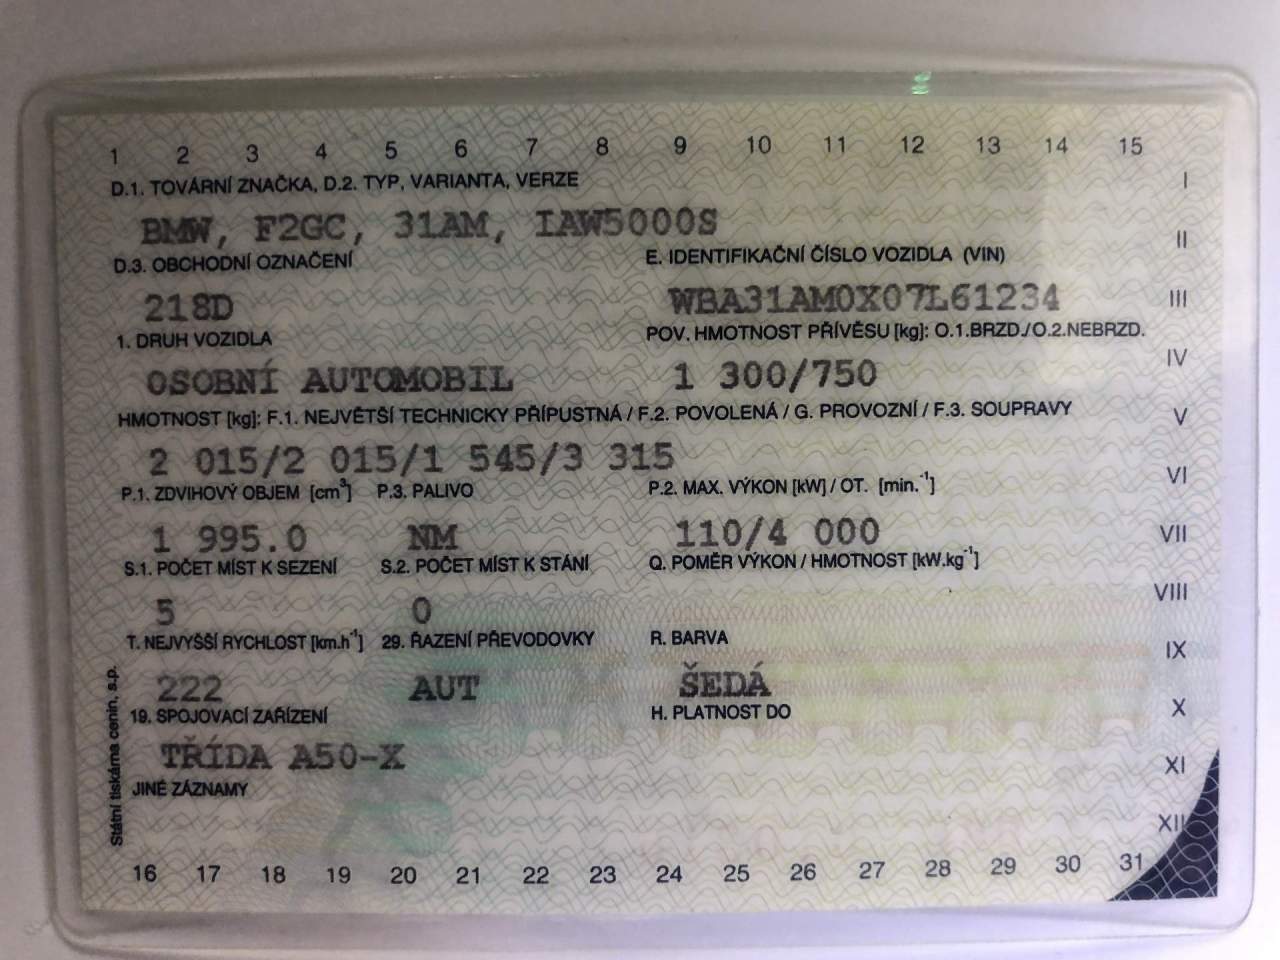 1 2 3 4 5 6 7 8 9 10 11 12 13 14 15
D.1. TOVÁRNÍ ZNAČKA, D.2. TYP, VARIANTA, VERZE I
BMW, F2GC, 31AM, IAW5000S
D.3. OBCHODNÍ OZNAČENÍ E. IDENTIFIKAČNÍ ČÍSLO VOZIDLA (VIN) II
218D WBA31AM0X07L61234 III
1. DRUH VOZIDLA POV. HMOTNOST PŘÍVĚSU [kg]: O.1.BRZD./O.2.NEBRZD.
OSOBNÍ AUTOMOBIL 1 300/750 IV
HMOTNOST [kg]: F.1. NEJVĚTŠÍ TECHNICKY PŘÍPUSTNÁ / F.2. POVOLENÁ / G. PROVOZNÍ / F.3. SOUPRAVY V
2 015/2 015/1 545/3 315
P.1. ZDVIHOVÝ OBJEM [cm³] P.3. PALIVO P.2. MAX. VÝKON [kW] / OT. [min.⁻¹] VI
1 995.0 NM 110/4 000 VII
S.1. POČET MÍST K SEZENÍ S.2. POČET MÍST K STÁNÍ Q. POMĚR VÝKON / HMOTNOST [kW.kg⁻¹]
5 0 VIII
T. NEJVYŠŠÍ RYCHLOST [km.h⁻¹] 29. ŘAZENÍ PŘEVODOVKY R. BARVA IX
222 AUT ŠEDÁ
19. SPOJOVACÍ ZAŘÍZENÍ H. PLATNOST DO X
TŘÍDA A50-X XI
JINÉ ZÁZNAMY
XII
16 17 18 19 20 21 22 23 24 25 26 27 28 29 30 31
Státní tiskárna cenin, s.p.